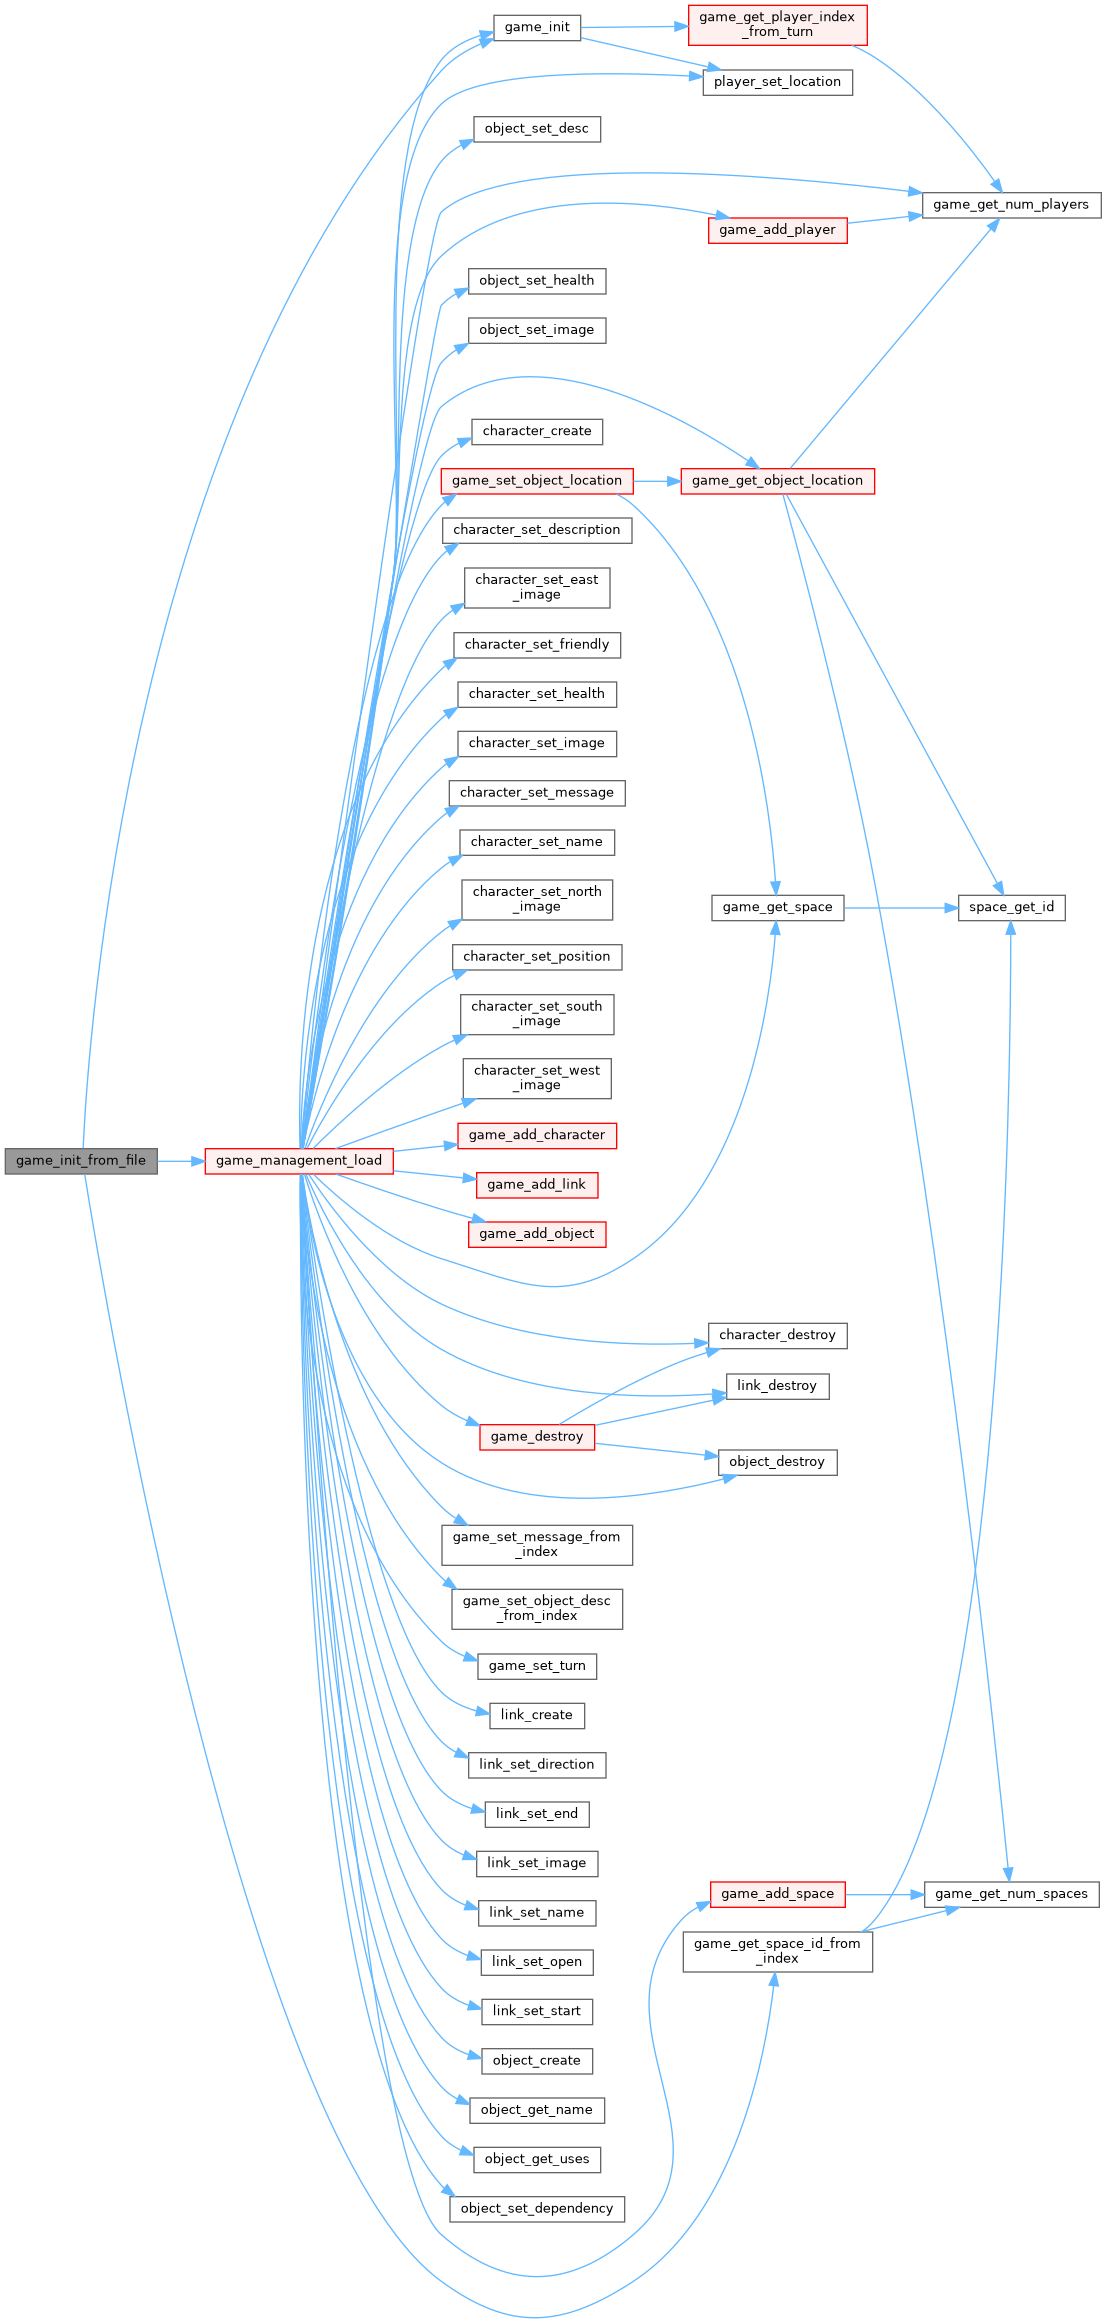 game_init
game_get_player_index
_from_turn
player_set_location
object_set_desc
game_get_num_players
game_add_player
object_set_health
object_set_image
character_create
game_set_object_location
game_get_object_location
character_set_description
character_set_east
_image
character_set_friendly
character_set_health
character_set_image
character_set_message
character_set_name
character_set_north
_image
game_get_space
space_get_id
character_set_position
character_set_south
_image
character_set_west
_image
game_add_character
game_init_from_file
game_management_load
game_add_link
game_add_object
character_destroy
link_destroy
game_destroy
object_destroy
game_set_message_from
_index
game_set_object_desc
_from_index
game_set_turn
link_create
link_set_direction
link_set_end
link_set_image
game_add_space
game_get_num_spaces
link_set_name
game_get_space_id_from
_index
link_set_open
link_set_start
object_create
object_get_name
object_get_uses
object_set_dependency